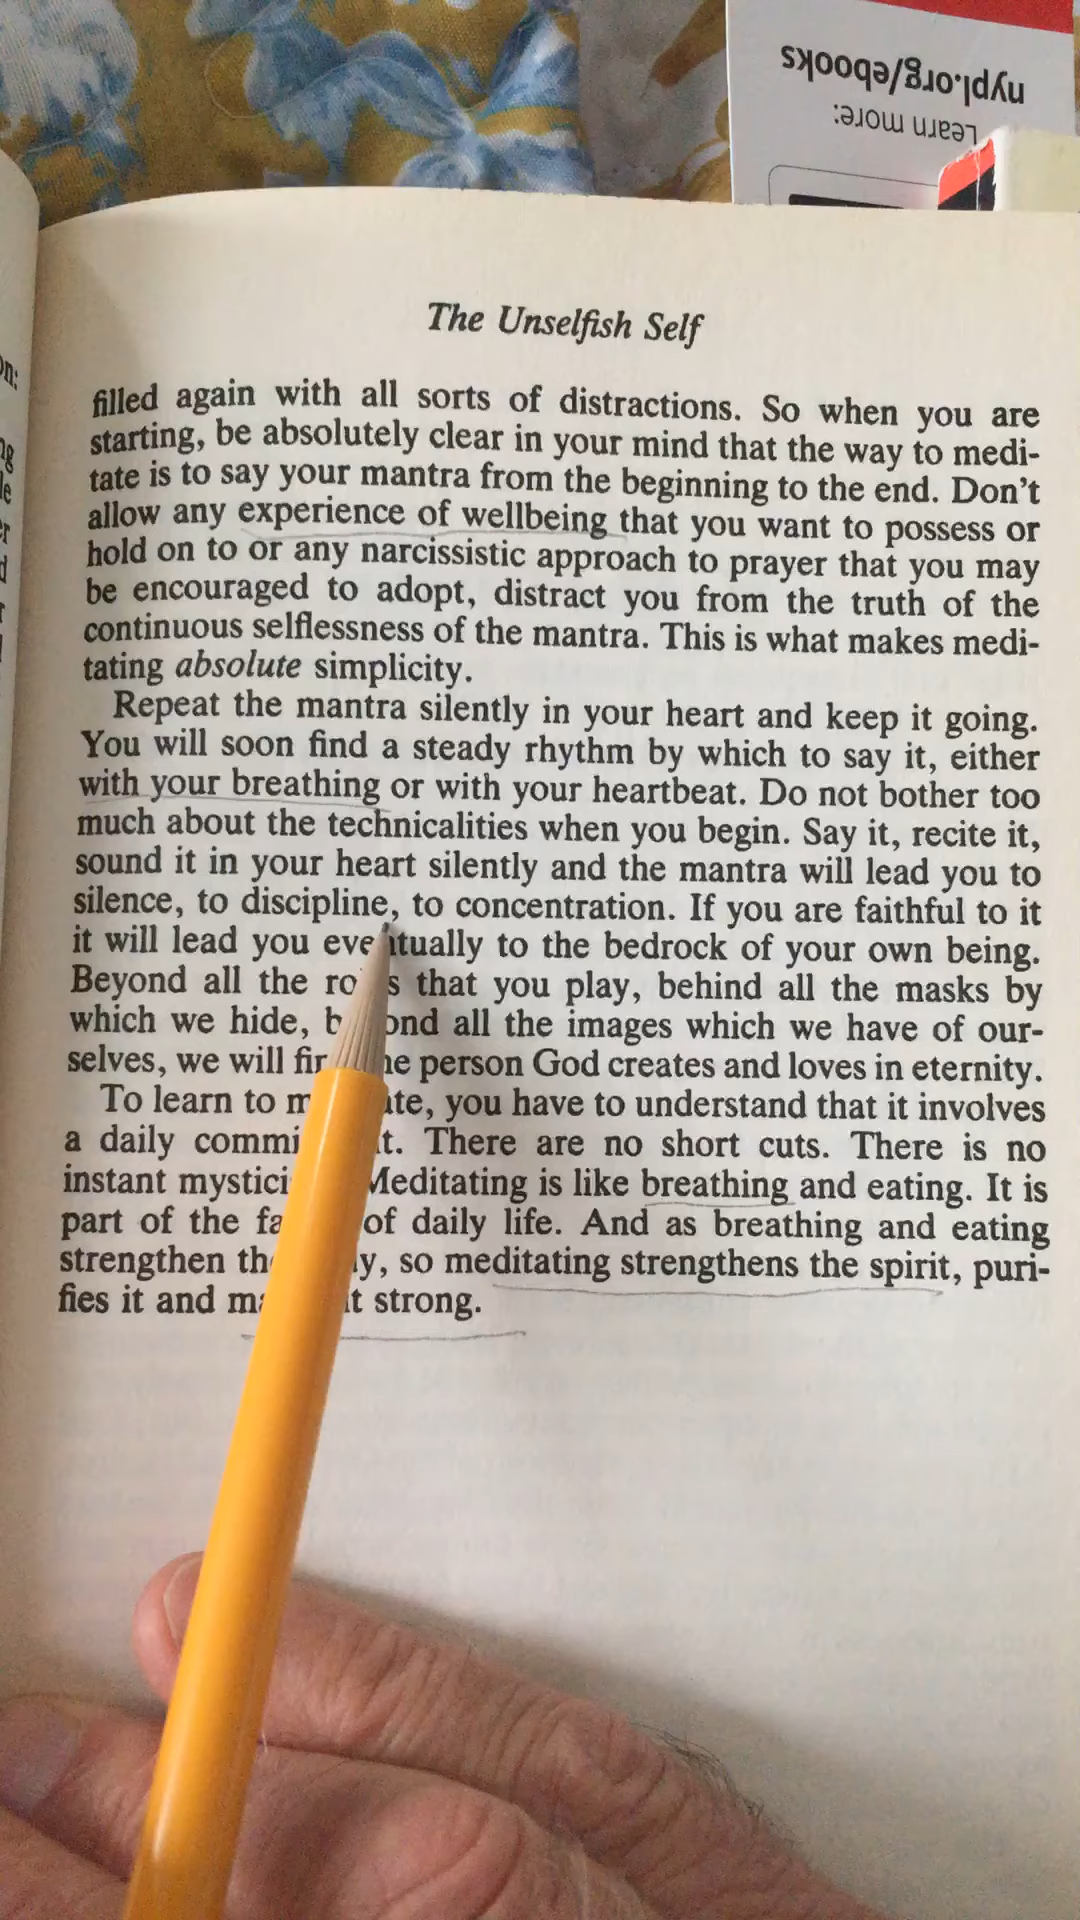 nypl.org/ebooks
Learn more:
The Unselfish Self
filled again with all sorts of distractions. So when you are
starting, be absolutely clear in your mind that the way to medi-
tate is to say your mantra from the beginning to the end. Don't
allow any experience of wellbeing that you want to possess or
hold on to or any narcissistic approach to prayer that you may
be encouraged to adopt, distract you from the truth of the
continuous selflessness of the mantra. This is what makes medi-
tating absolute simplicity.
Repeat the mantra silently in your heart and keep it going.
You will soon find a steady rhythm by which to say it, either
with your breathing or with your heartbeat. Do not bother too
much about the technicalities when you begin. Say it, recite it,
sound it in your heart silently and the mantra will lead you to
silence, to discipline, to concentration. If you are faithful to it
it will lead you eventually to the bedrock of your own being.
Beyond all the that you play, behind all the masks by
which we hide, all the images which we have of our-
selves, we will person God creates and loves in eternity.
To learn to you have to understand that it involves
a daily There are no short cuts. There is no
instant Meditating is like breathing and eating. It is
part of the of daily life. And as breathing and eating
strengthen so meditating strengthens the spirit, puri-
fies it and strong.